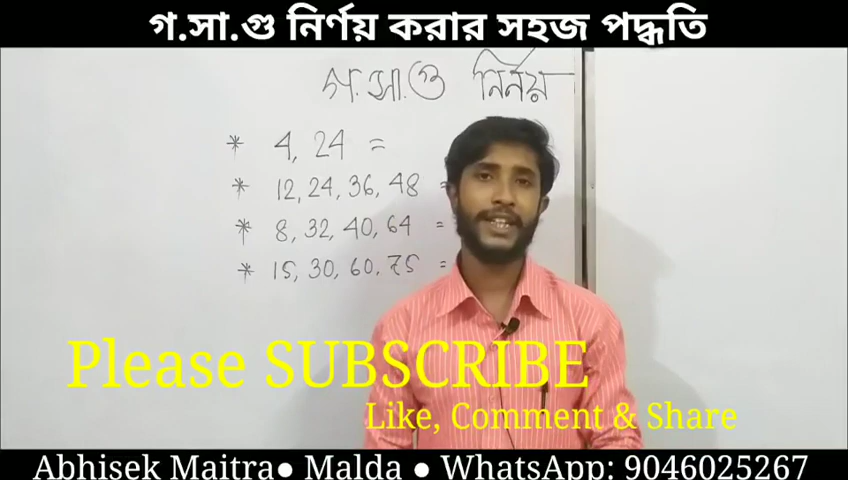 গ.সা.গু নির্ণয় করার সহজ পদ্ধতি
গ.সা.গু নির্নয়
* 4, 24 =
* 12, 24, 36, 48 =
* 8, 32, 40, 64 =
* 15, 30, 60, 75 =
Please SUBSCRIBE
Like, Comment & Share
Abhisek Maitra● Malda ● WhatsApp: 9046025267